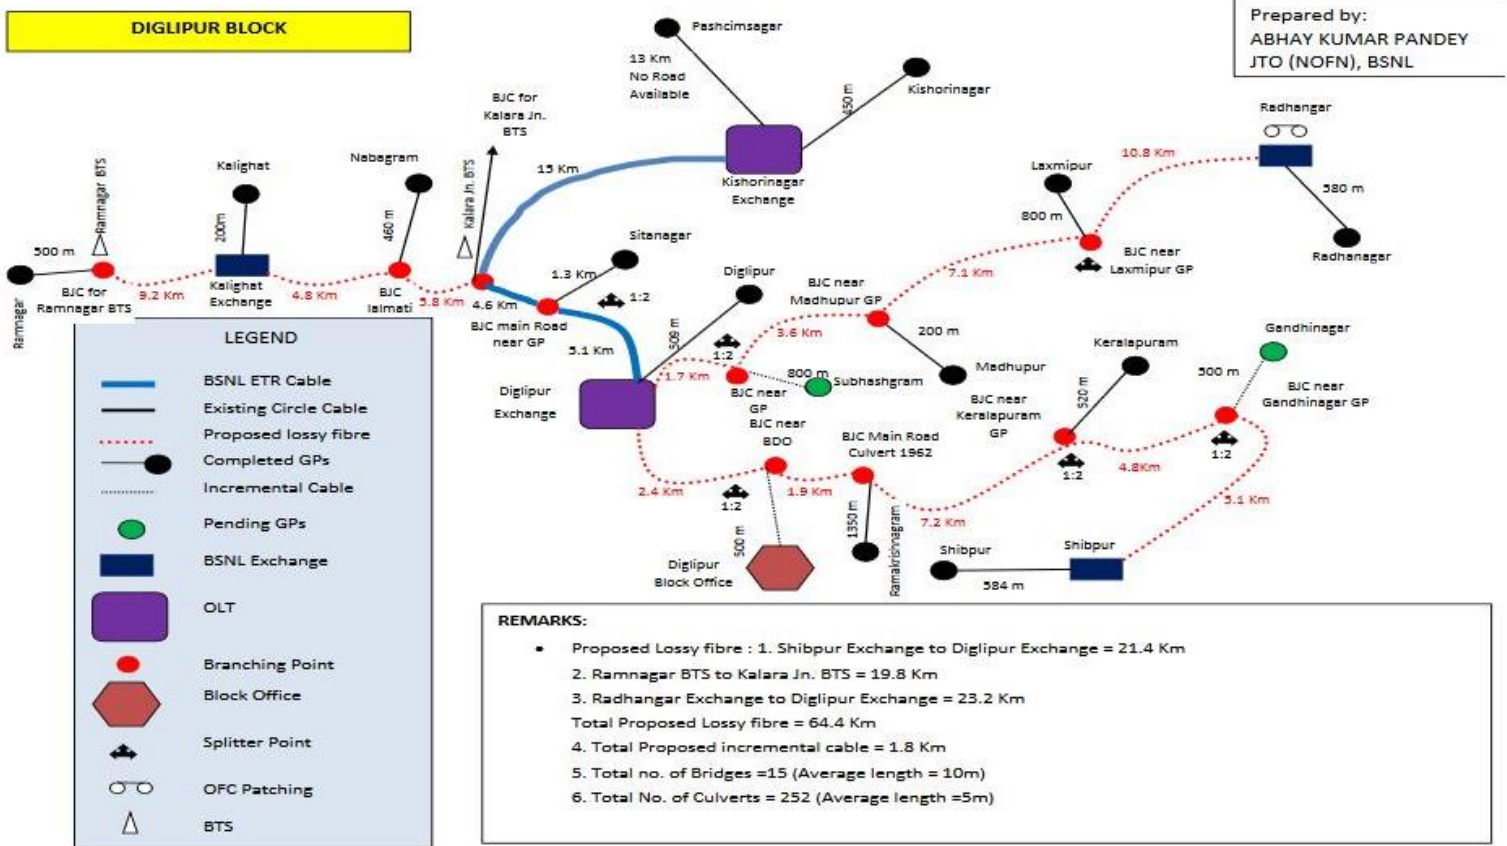 DIGLIPUR BLOCK
Prepared by:
ABHAY KUMAR PANDEY
JTO (NOFN), BSNL
Pashcimsagar
13 Km
No Road
Available
450 m
Kishorinagar
BJC for
Kalara Jn.
BTS
15 Km
Kishorinagar
Exchange
Radhangar
10.8 Km
580 m
Radhanagar
Laxmipur
800 m
BJC near
Laxmipur GP
7.1 Km
Ramnagar BTS
Kalighat
Nabagram
Kalara Jn. BTS
500 m
200m
460 m
Ramnagar
BJC for
Ramnagar BTS
9.2 Km
Kalighat
Exchange
4.8 Km
BJC
Jalmati
5.8 Km
4.6 Km
Sitanagar
1.3 Km
1:2
BJC main Road
near GP
5.1 Km
Diglipur
509 m
Diglipur
Exchange
1:2
1.7 Km
BJC near
GP
800 m
Subhashgram
BJC near
Madhupur GP
3.6 Km
200 m
Madhupur
BJC near
Keralapuram
GP
Keralapuram
520 m
Gandhinagar
500 m
BJC near
Gandhinagar GP
BJC near
BDO
BJC Main Road
Culvert 1962
2.4 Km
1:2
1.9 Km
7.2 Km
1:2
4.8Km
1:2
5.1 Km
500 m
Diglipur
Block Office
1350 m
Ramakrishnagram
Shibpur
584 m
Shibpur
LEGEND
BSNL ETR Cable
Existing Circle Cable
Proposed lossy fibre
Completed GPs
Incremental Cable
Pending GPs
BSNL Exchange
OLT
Branching Point
Block Office
Splitter Point
OFC Patching
BTS
REMARKS:
• Proposed Lossy fibre : 1. Shibpur Exchange to Diglipur Exchange = 21.4 Km
2. Ramnagar BTS to Kalara Jn. BTS = 19.8 Km
3. Radhangar Exchange to Diglipur Exchange = 23.2 Km
Total Proposed Lossy fibre = 64.4 Km
4. Total Proposed incremental cable = 1.8 Km
5. Total no. of Bridges =15 (Average length = 10m)
6. Total No. of Culverts = 252 (Average length =5m)